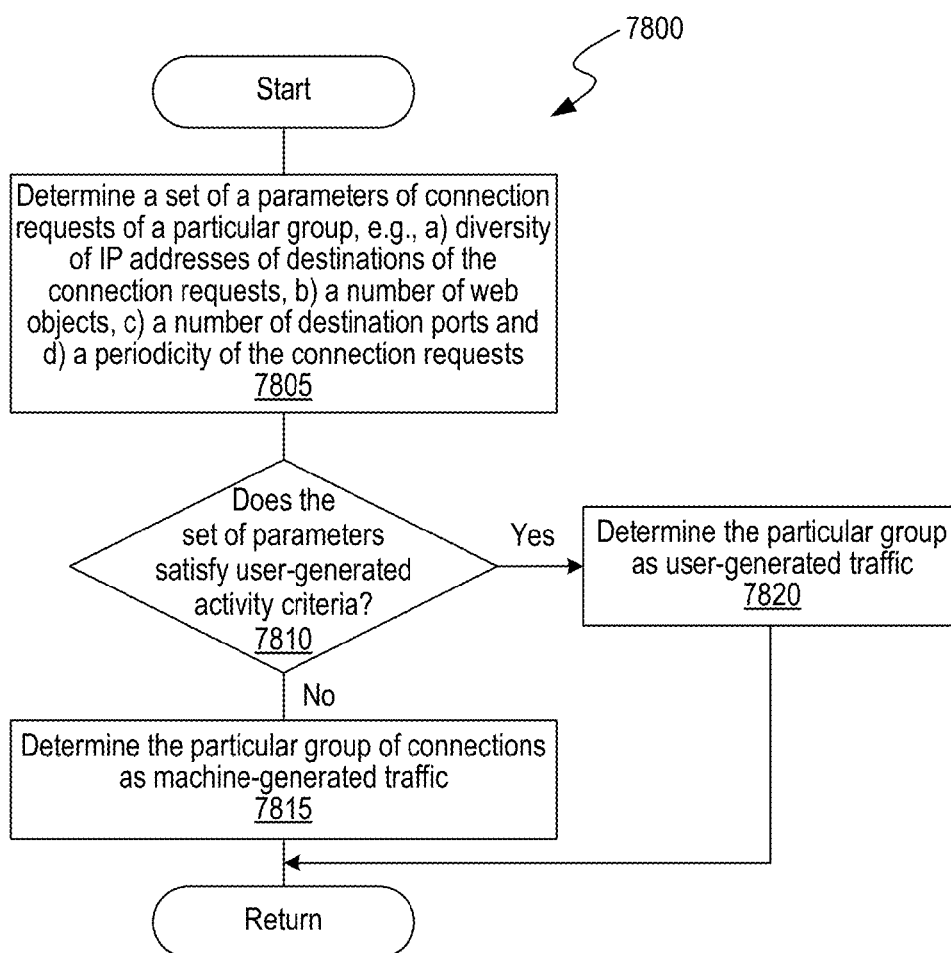 7800
Start
Determine a set of a parameters of connection
requests of a particular group, e.g., a) diversity
of IP addresses of destinations of the
connection requests, b) a number of web
objects, c) a number of destination ports and
d) a periodicity of the connection requests
7805
Does the
set of parameters
satisfy user-generated
activity criteria?
7810
Yes
Determine the particular group
as user-generated traffic
7820
No
Determine the particular group of connections
as machine-generated traffic
7815
Return